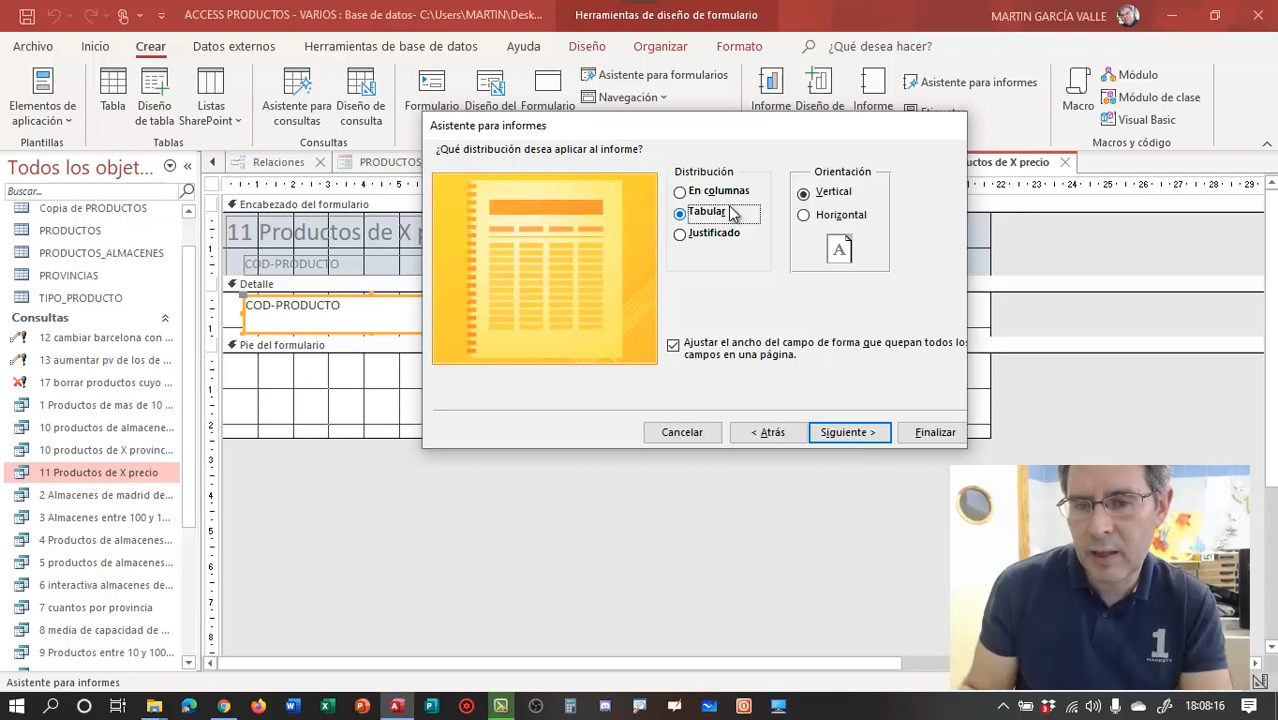 ACCESS PRODUCTOS - VARIOS : Base de datos- C:\Users\MARTIN\Desk...
Herramientas de diseño de formulario
MARTIN GARCÍA VALLE
Archivo
Inicio
Crear
Datos externos
Herramientas de base de datos
Ayuda
Diseño
Organizar
Formato
¿Qué desea hacer?
Elementos de aplicación
Tabla
Diseño de tabla
Listas SharePoint
Asistente para consultas
Diseño de consulta
Formulario
Diseño del
Formulario
Asistente para formularios
Navegación
Informe
Diseño de
Informe
Asistente para informes
Macro
Módulo
Módulo de clase
Visual Basic
Plantillas
Tablas
Consultas
Macros y código
Todos los objet...
Relaciones
PRODUCTOS
ctos de X precio
Buscar...
Copia de PRODUCTOS
PRODUCTOS
PRODUCTOS_ALMACENES
PROVINCIAS
TIPO_PRODUCTO
Consultas
12 cambiar barcelona con ...
13 aumentar pv de los de ...
17 borrar productos cuyo ...
1 Productos de mas de 10 ...
10 productos de almacene...
10 productos de X provinc...
11 Productos de X precio
2 Almacenes de madrid de...
3 Almacenes entre 100 y 1...
4 Productos de almacenes ...
5 productos de almacenes ...
6 interactiva almacenes de...
7 cuantos por provincia
8 media de capacidad de ...
9 Productos entre 10 y 100...
Encabezado del formulario
11 Productos de X p
COD-PRODUCTO
Detalle
COD-PRODUCTO
Pie del formulario
Asistente para informes
¿Qué distribución desea aplicar al informe?
Distribución
En columnas
Tabular
Justificado
Orientación
Vertical
Horizontal
A
Ajustar el ancho del campo de forma que quepan todos los
campos en una página.
Cancelar
< Atrás
Siguiente >
Finalizar
1
HACKETT
Asistente para informes
18:08:16